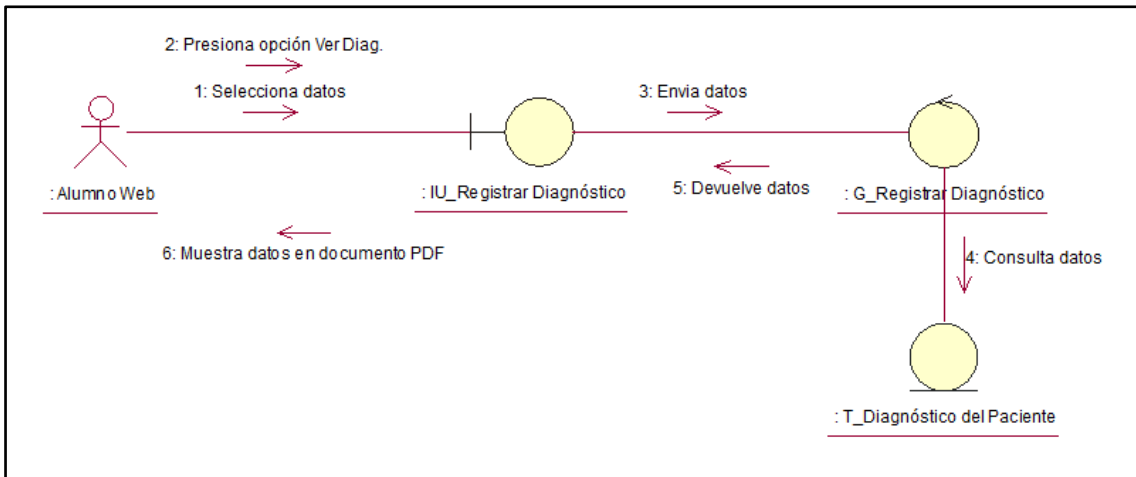 2: Presiona opción Ver Diag.
1: Selecciona datos
3: Envia datos
5: Devuelve datos
: Alumno Web
: IU_Registrar Diagnóstico
: G_Registrar Diagnóstico
6: Muestra datos en documento PDF
4: Consulta datos
: T_Diagnóstico del Paciente